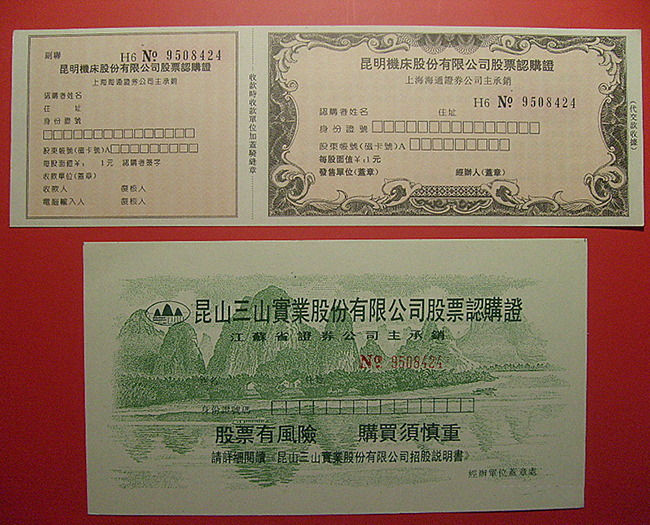 副聯
H6 № 9508424
昆明機床股份有限公司股票認購證
上海海通證券公司主承銷
認購者姓名
住 址
身份證號
股東帳號(磁卡號)A
每股面值¥: 1元 認購者簽字
收款單位(蓋章)
收款人 復核人
電腦輸入人 復核人
收款時收款單位加蓋騎縫章
昆明機床股份有限公司股票認購證
上海海通證券公司主承銷
H6 № 9508424
認購者姓名 住址
身份證號
股東帳號(磁卡號)A
每股面值¥:1元
發售單位(蓋章) 經辦人(蓋章)
(代交款收據)
昆山三山實業股份有限公司股票認購證
江蘇省證券公司主承銷
№ 9508424
姓名 住址
身份證號碼
股票有風險 購買須慎重
請詳細閱讀《昆山三山實業股份有限公司招股説明書》
經辦單位蓋章處